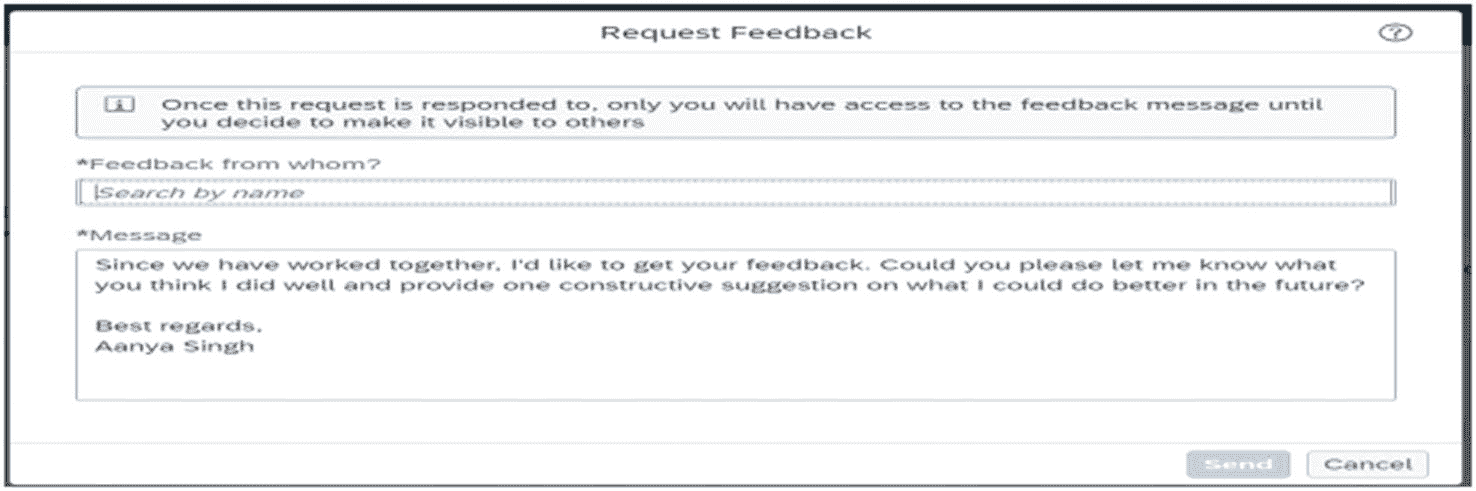 Request Feedback
Once this request is responded to, only you will have access to the feedback message until
you decide to make it visible to others
*Feedback from whom?
Search by name
*Message
Since we have worked together, I'd like to get your feedback. Could you please let me know what
you think I did well and provide one constructive suggestion on what I could do better in the future?
Best regards,
Aanya Singh
Send
Cancel